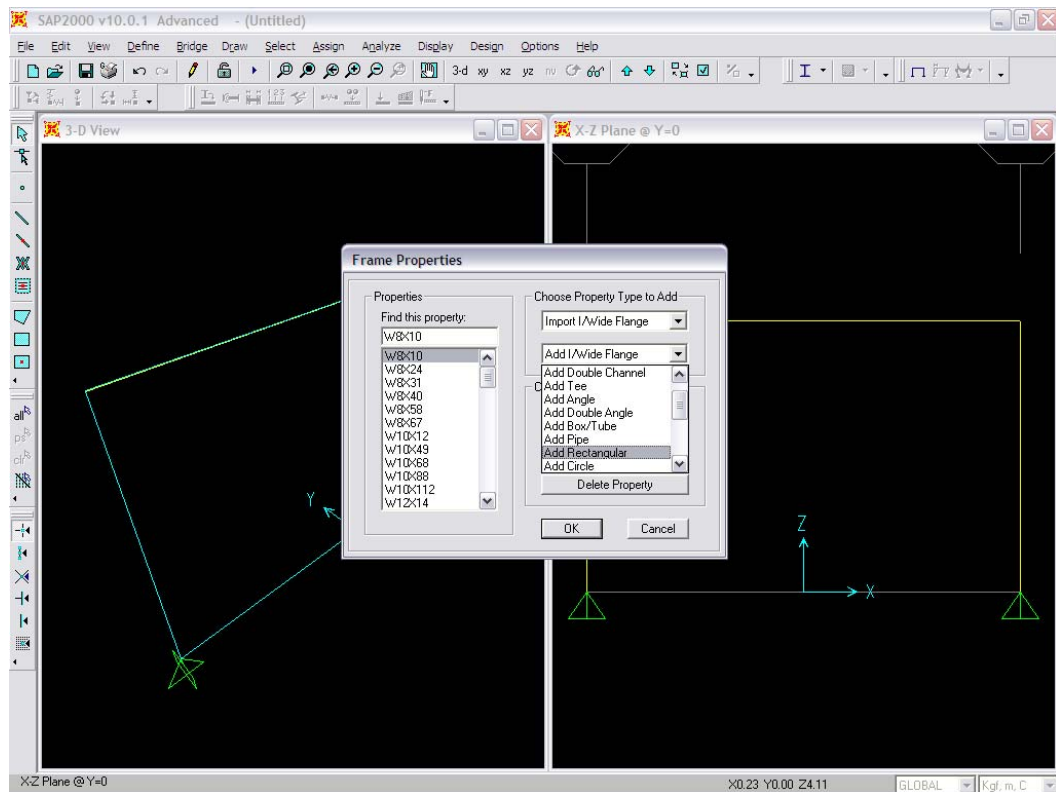 SAP2000 v10.0.1 Advanced - (Untitled)
File Edit View Define Bridge Draw Select Assign Analyze Display Design Options Help
3-d xy xz yz nv
3-D View
X-Z Plane @ Y=0
all
ps
clr
Frame Properties
Properties
Find this property:
W8X10
W8X10
W8X24
W8X31
W8X40
W8X58
W8X67
W10X12
W10X49
W10X68
W10X88
W10X112
W12X14
Choose Property Type to Add
Import I/Wide Flange
Add I/Wide Flange
Add Double Channel
Add Tee
Add Angle
Add Double Angle
Add Box/Tube
Add Pipe
Add Rectangular
Add Circle
C
Delete Property
OK
Cancel
Y
Z
X
X-Z Plane @ Y=0
X0.23 Y0.00 Z4.11
GLOBAL
Kgf, m, C